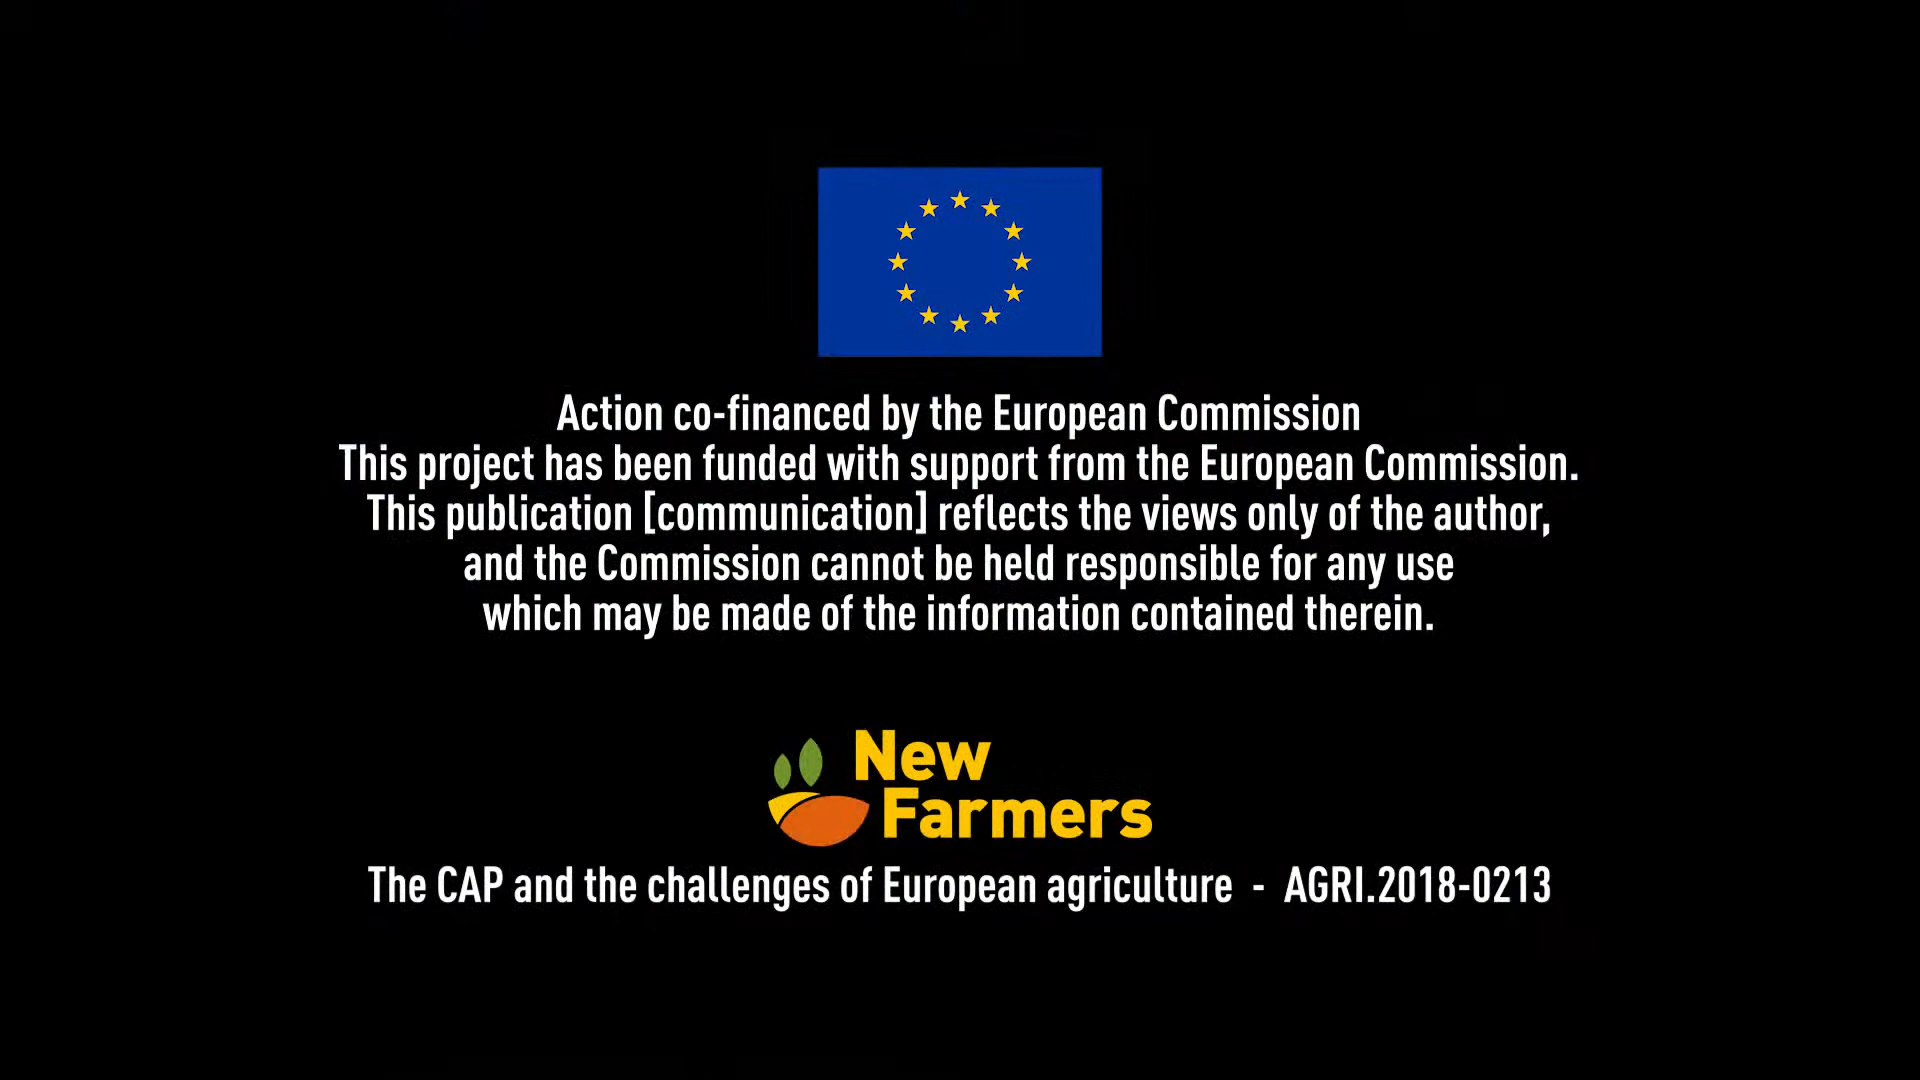 Action co-financed by the European Commission
This project has been funded with support from the European Commission.
This publication [communication] reflects the views only of the author,
and the Commission cannot be held responsible for any use
which may be made of the information contained therein.
New
Farmers
The CAP and the challenges of European agriculture - AGRI.2018-0213